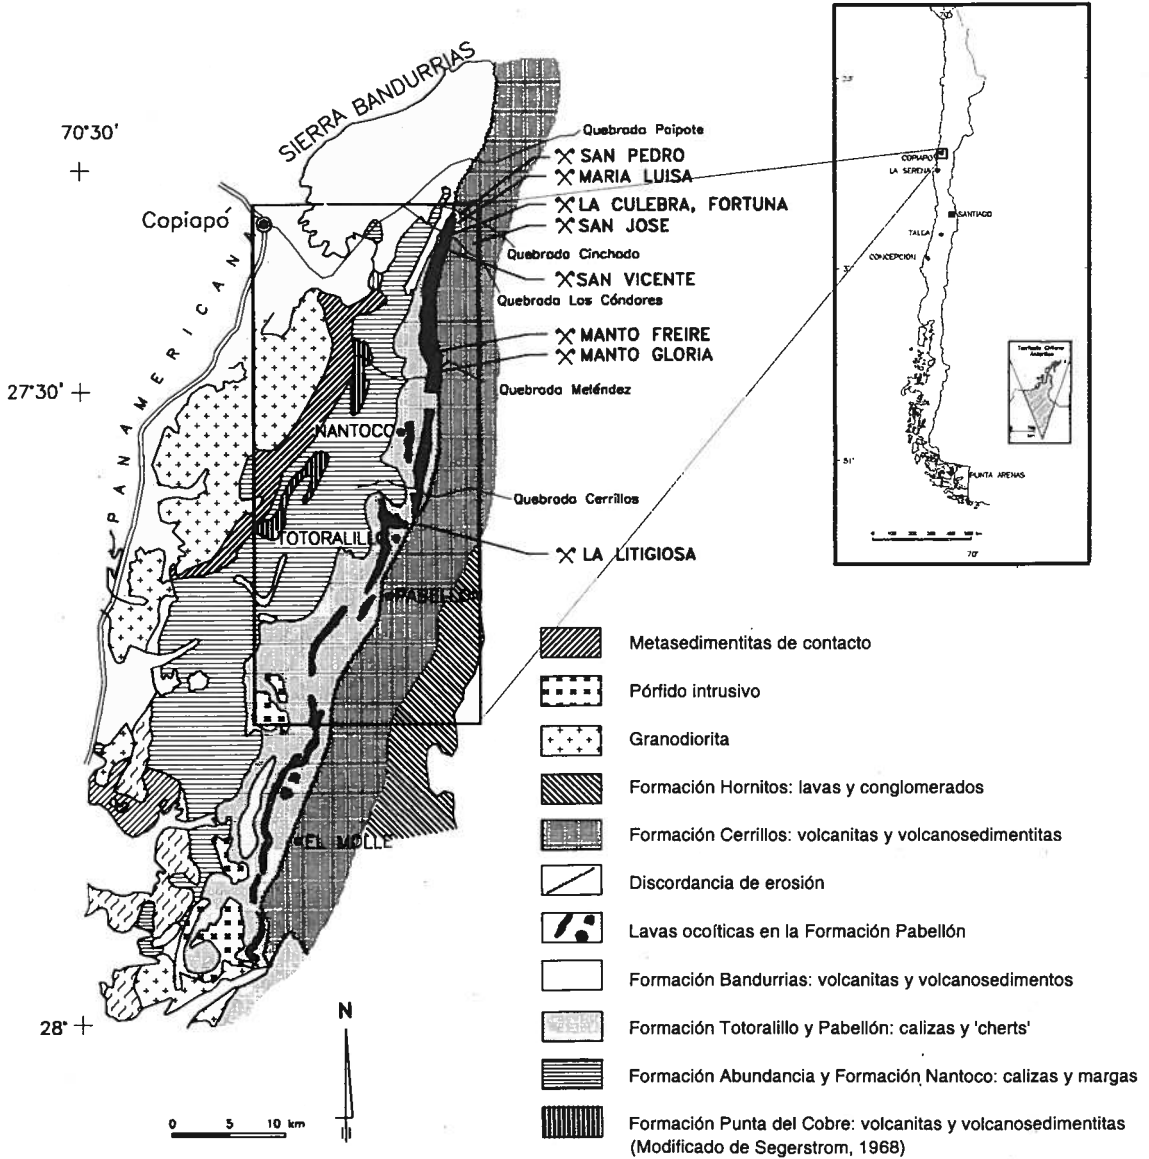 SIERRA BANDURRIAS
70°30'
Quebrada Paipote
SAN PEDRO
MARIA LUISA
LA CULEBRA, FORTUNA
SAN JOSE
Copiapó
Quebrada Cinchado
SAN VICENTE
Quebrada Los Cóndores
PANAMERICANA
MANTO FREIRE
MANTO GLORIA
27°30'
Quebrada Meléndez
NANTOCO
Quebrada Cerrillos
TOTORALILLO
LA LITIGIOSA
PABELLON
EL MOLLE
28°
N
0 5 10 km
COPIAPO
LA SERENA
SANTIAGO
TALCA
CONCEPCION
Territorio Chileno
Antártico
51°
PUNTA ARENAS
70°
Metasedimentitas de contacto
Pórfido intrusivo
Granodiorita
Formación Hornitos: lavas y conglomerados
Formación Cerrillos: volcanitas y volcanosedimentitas
Discordancia de erosión
Lavas ocoíticas en la Formación Pabellón
Formación Bandurrias: volcanitas y volcanosedimentos
Formación Totoralillo y Pabellón: calizas y 'cherts'
Formación Abundancia y Formación Nantoco: calizas y margas
Formación Punta del Cobre: volcanitas y volcanosedimentitas
(Modificado de Segerstrom, 1968)